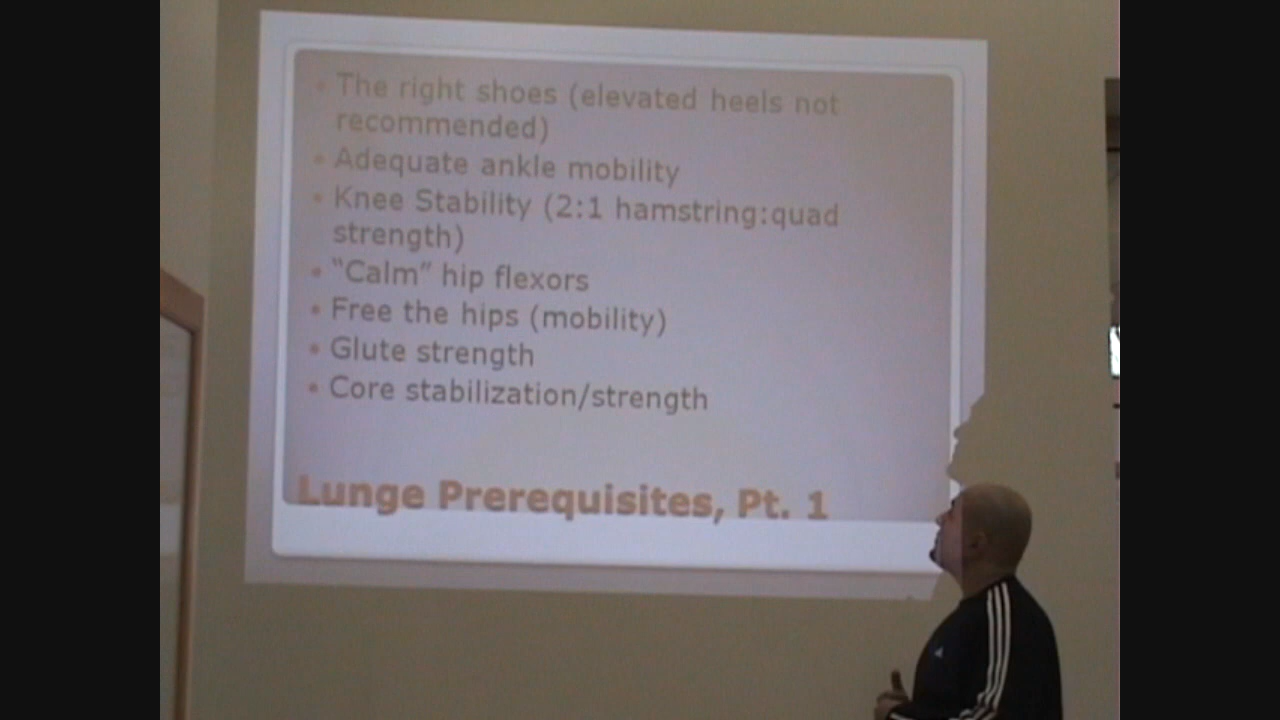 • The right shoes (elevated heels not
recommended)
• Adequate ankle mobility
• Knee Stability (2:1 hamstring:quad
strength)
• “Calm” hip flexors
• Free the hips (mobility)
• Glute strength
• Core stabilization/strength
Lunge Prerequisites, Pt. 1